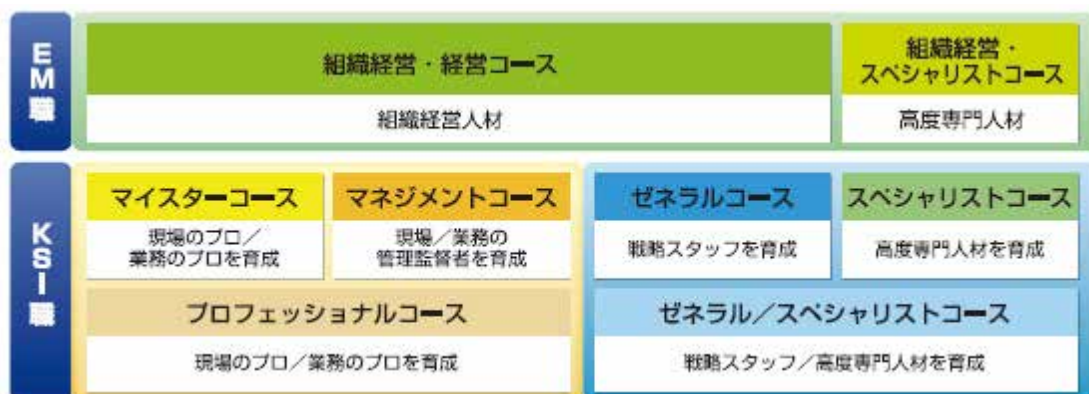 EM職
組織経営・経営コース
組織経営人材
組織経営・
スペシャリストコース
高度専門人材
KSI職
マイスターコース
現場のプロ／
業務のプロを育成
マネジメントコース
現場／業務の
管理監督者を育成
ゼネラルコース
戦略スタッフを育成
スペシャリストコース
高度専門人材を育成
プロフェッショナルコース
現場のプロ／業務のプロを育成
ゼネラル／スペシャリストコース
戦略スタッフ／高度専門人材を育成